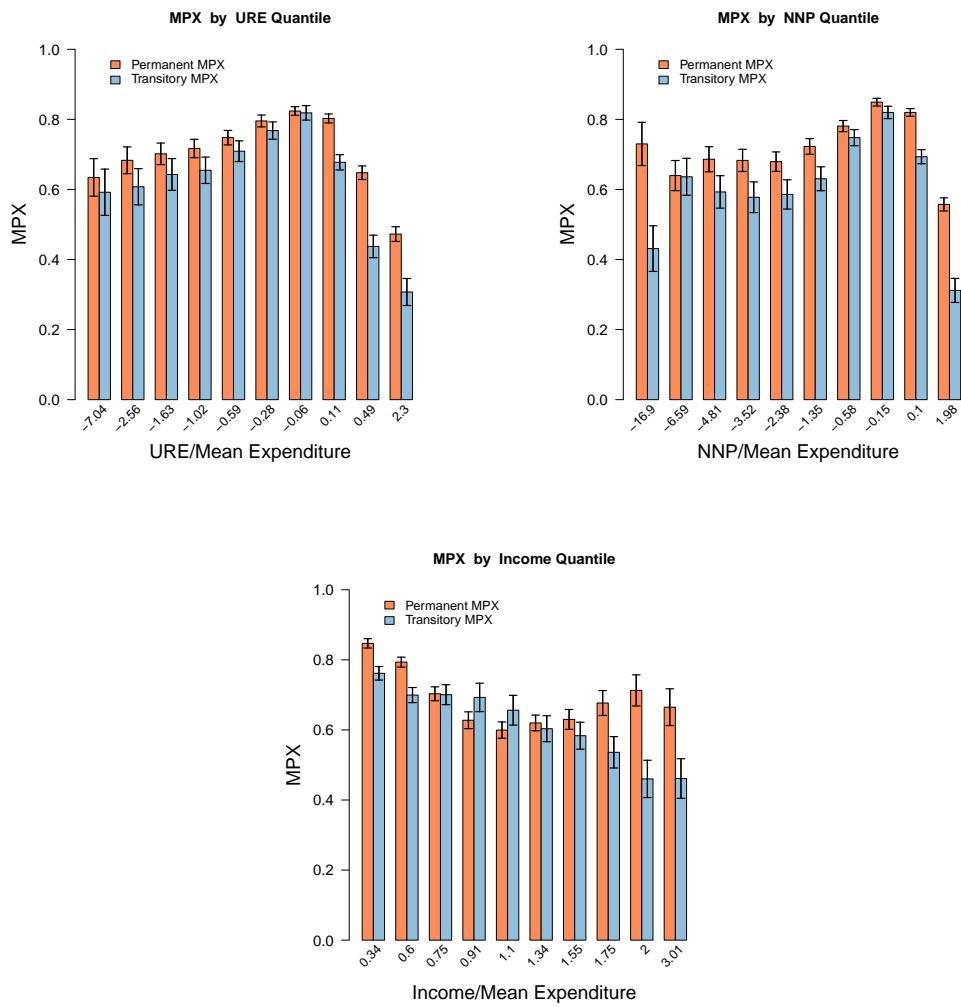 MPX by URE Quantile
1.0
Permanent MPX
Transitory MPX
0.8
0.6
MPX
0.4
0.2
0.0
−7.04 −2.56 −1.63 −1.02 −0.59 −0.28 −0.06 0.11 0.49 2.3
URE/Mean Expenditure
MPX by NNP Quantile
1.0
Permanent MPX
Transitory MPX
0.8
0.6
MPX
0.4
0.2
0.0
−16.9 −6.59 −4.81 −3.52 −2.38 −1.35 −0.58 −0.15 0.1 1.98
NNP/Mean Expenditure
MPX by Income Quantile
1.0
Permanent MPX
Transitory MPX
0.8
0.6
MPX
0.4
0.2
0.0
0.34 0.6 0.75 0.91 1.1 1.34 1.55 1.75 2 3.01
Income/Mean Expenditure